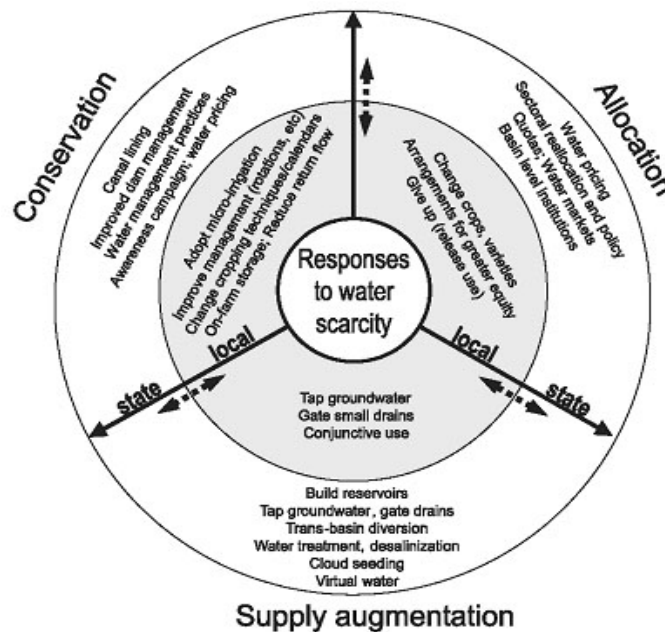 Conservation
Canal lining
Improved dam management
Water management practices
Awareness campaign; water pricing
Adopt micro-irrigation
Improve management (rotations, etc)
Change cropping techniques/calendars
On-farm storage; Reduce return flow
Allocation
Water pricing
Sectoral reallocation and policy
Quotas; Water markets
Basin level Institutions
Change crops, varieties
Arrangements for greater equity
Give up (release use)
Responses
to water
scarcity
local
state
local
state
Tap groundwater
Gate small drains
Conjunctive use
Build reservoirs
Tap groundwater, gate drains
Trans-basin diversion
Water treatment, desalinization
Cloud seeding
Virtual water
Supply augmentation